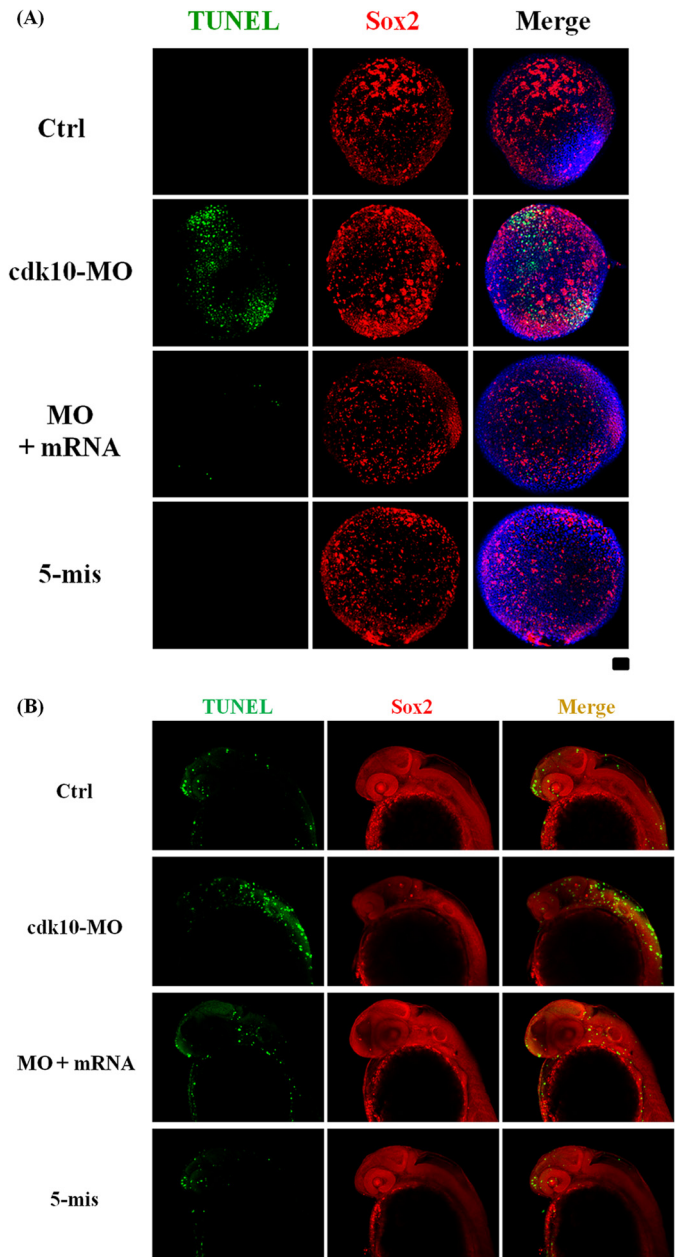 (A)
TUNEL Sox2 Merge
Ctrl
cdk10-MO
MO
+ mRNA
5-mis
(B)
TUNEL Sox2 Merge
Ctrl
cdk10-MO
MO + mRNA
5-mis